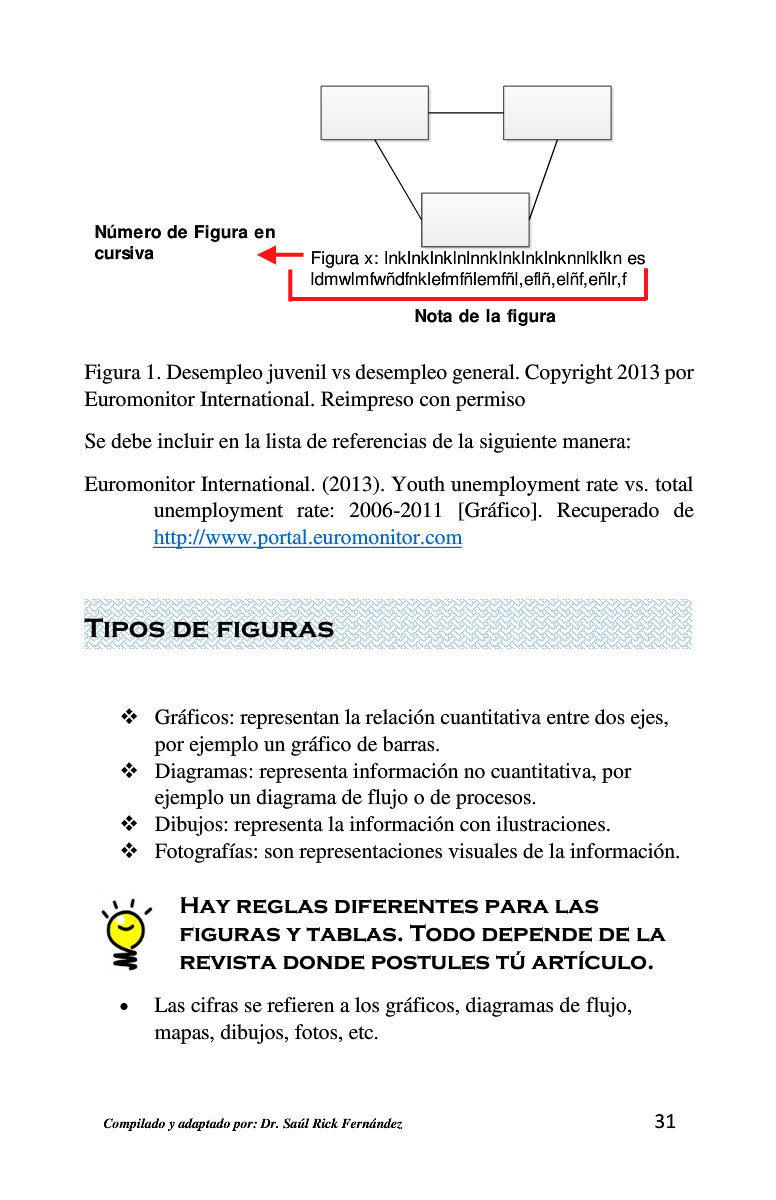 Número de Figura en
cursiva
Figura x: lnklnklnklnlnnklnklnklnknnlklkn es
ldmwlmfwñdfnklefmfñlemfñl,eflñ,elñf,eñlr,f
Nota de la figura
Figura 1. Desempleo juvenil vs desempleo general. Copyright 2013 por
Euromonitor International. Reimpreso con permiso
Se debe incluir en la lista de referencias de la siguiente manera:
Euromonitor International. (2013). Youth unemployment rate vs. total
unemployment rate: 2006-2011 [Gráfico]. Recuperado de
http://www.portal.euromonitor.com
TIPOS DE FIGURAS
❖ Gráficos: representan la relación cuantitativa entre dos ejes,
por ejemplo un gráfico de barras.
❖ Diagramas: representa información no cuantitativa, por
ejemplo un diagrama de flujo o de procesos.
❖ Dibujos: representa la información con ilustraciones.
❖ Fotografías: son representaciones visuales de la información.
HAY REGLAS DIFERENTES PARA LAS
FIGURAS Y TABLAS. TODO DEPENDE DE LA
REVISTA DONDE POSTULES TÚ ARTÍCULO.
• Las cifras se refieren a los gráficos, diagramas de flujo,
mapas, dibujos, fotos, etc.
Compilado y adaptado por: Dr. Saúl Rick Fernández 31